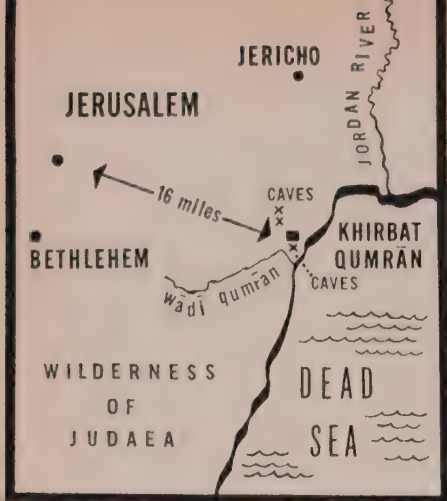 JERICHO
JORDAN RIVER
JERUSALEM
16 miles
CAVES
BETHLEHEM
KHIRBAT
QUMRĀN
wādi qumrān
CAVES
WILDERNESS
OF
JUDAEA
DEAD
SEA